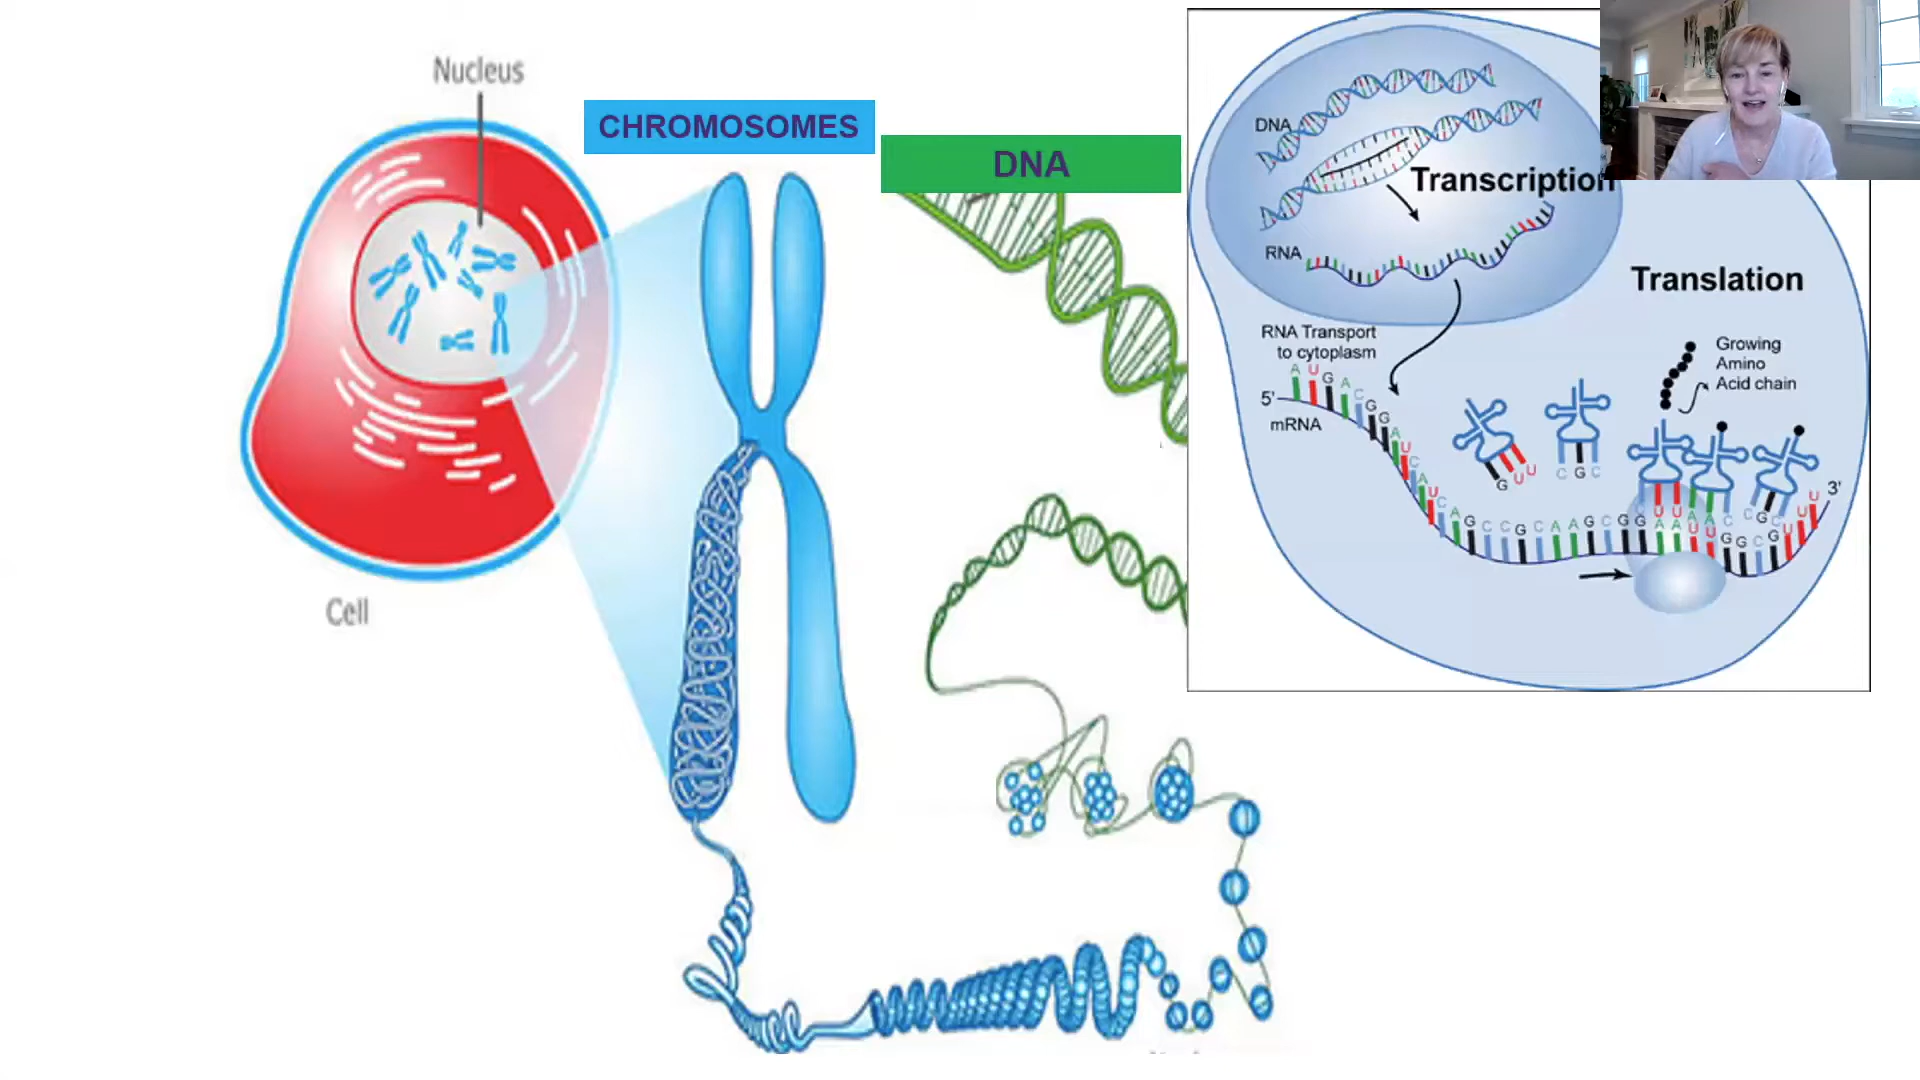 Nucleus
CHROMOSOMES
DNA
Cell
DNA
Transcription
RNA
Translation
RNA Transport
to cytoplasm
Growing
Amino
Acid chain
5'
mRNA
3'
A U G A C G G A U C A U C A G C C G C A A G C G G U U A A
G U U
C G C